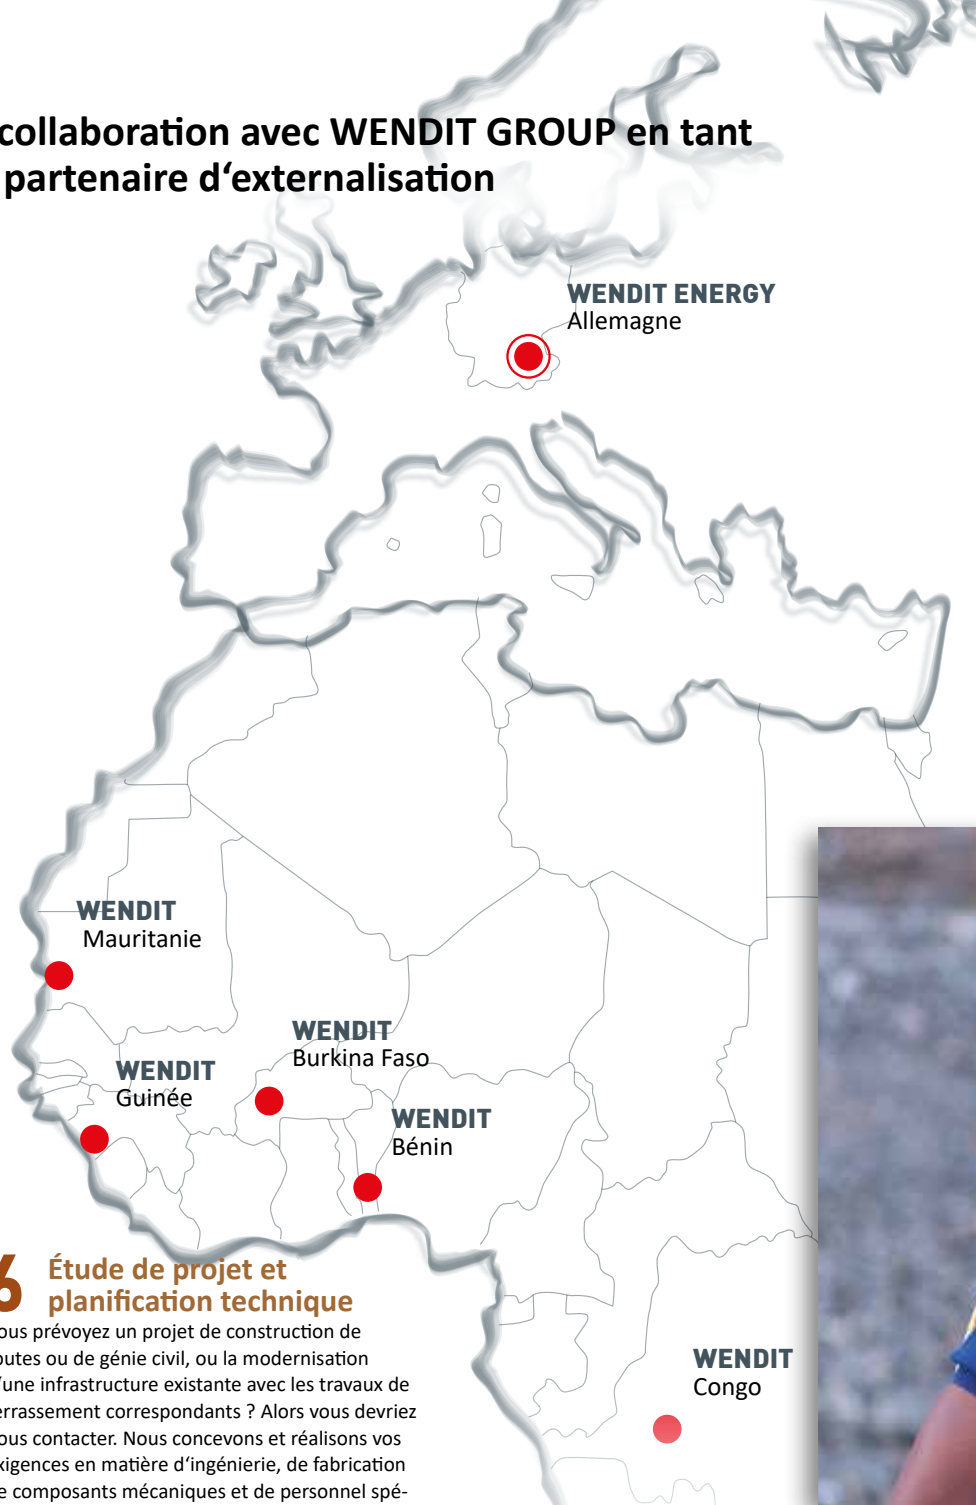 collaboration avec WENDIT GROUP en tant
partenaire d‘externalisation
WENDIT ENERGY
Allemagne
WENDIT
Mauritanie
WENDIT
Burkina Faso
WENDIT
Guinée
WENDIT
Bénin
6 Étude de projet et
planification technique
ous prévoyez un projet de construction de
outes ou de génie civil, ou la modernisation
'une infrastructure existante avec les travaux de
errassement correspondants ? Alors vous devriez
ous contacter. Nous concevons et réalisons vos
xigences en matière d‘ingénierie, de fabrication
e composants mécaniques et de personnel spé-
WENDIT
Congo